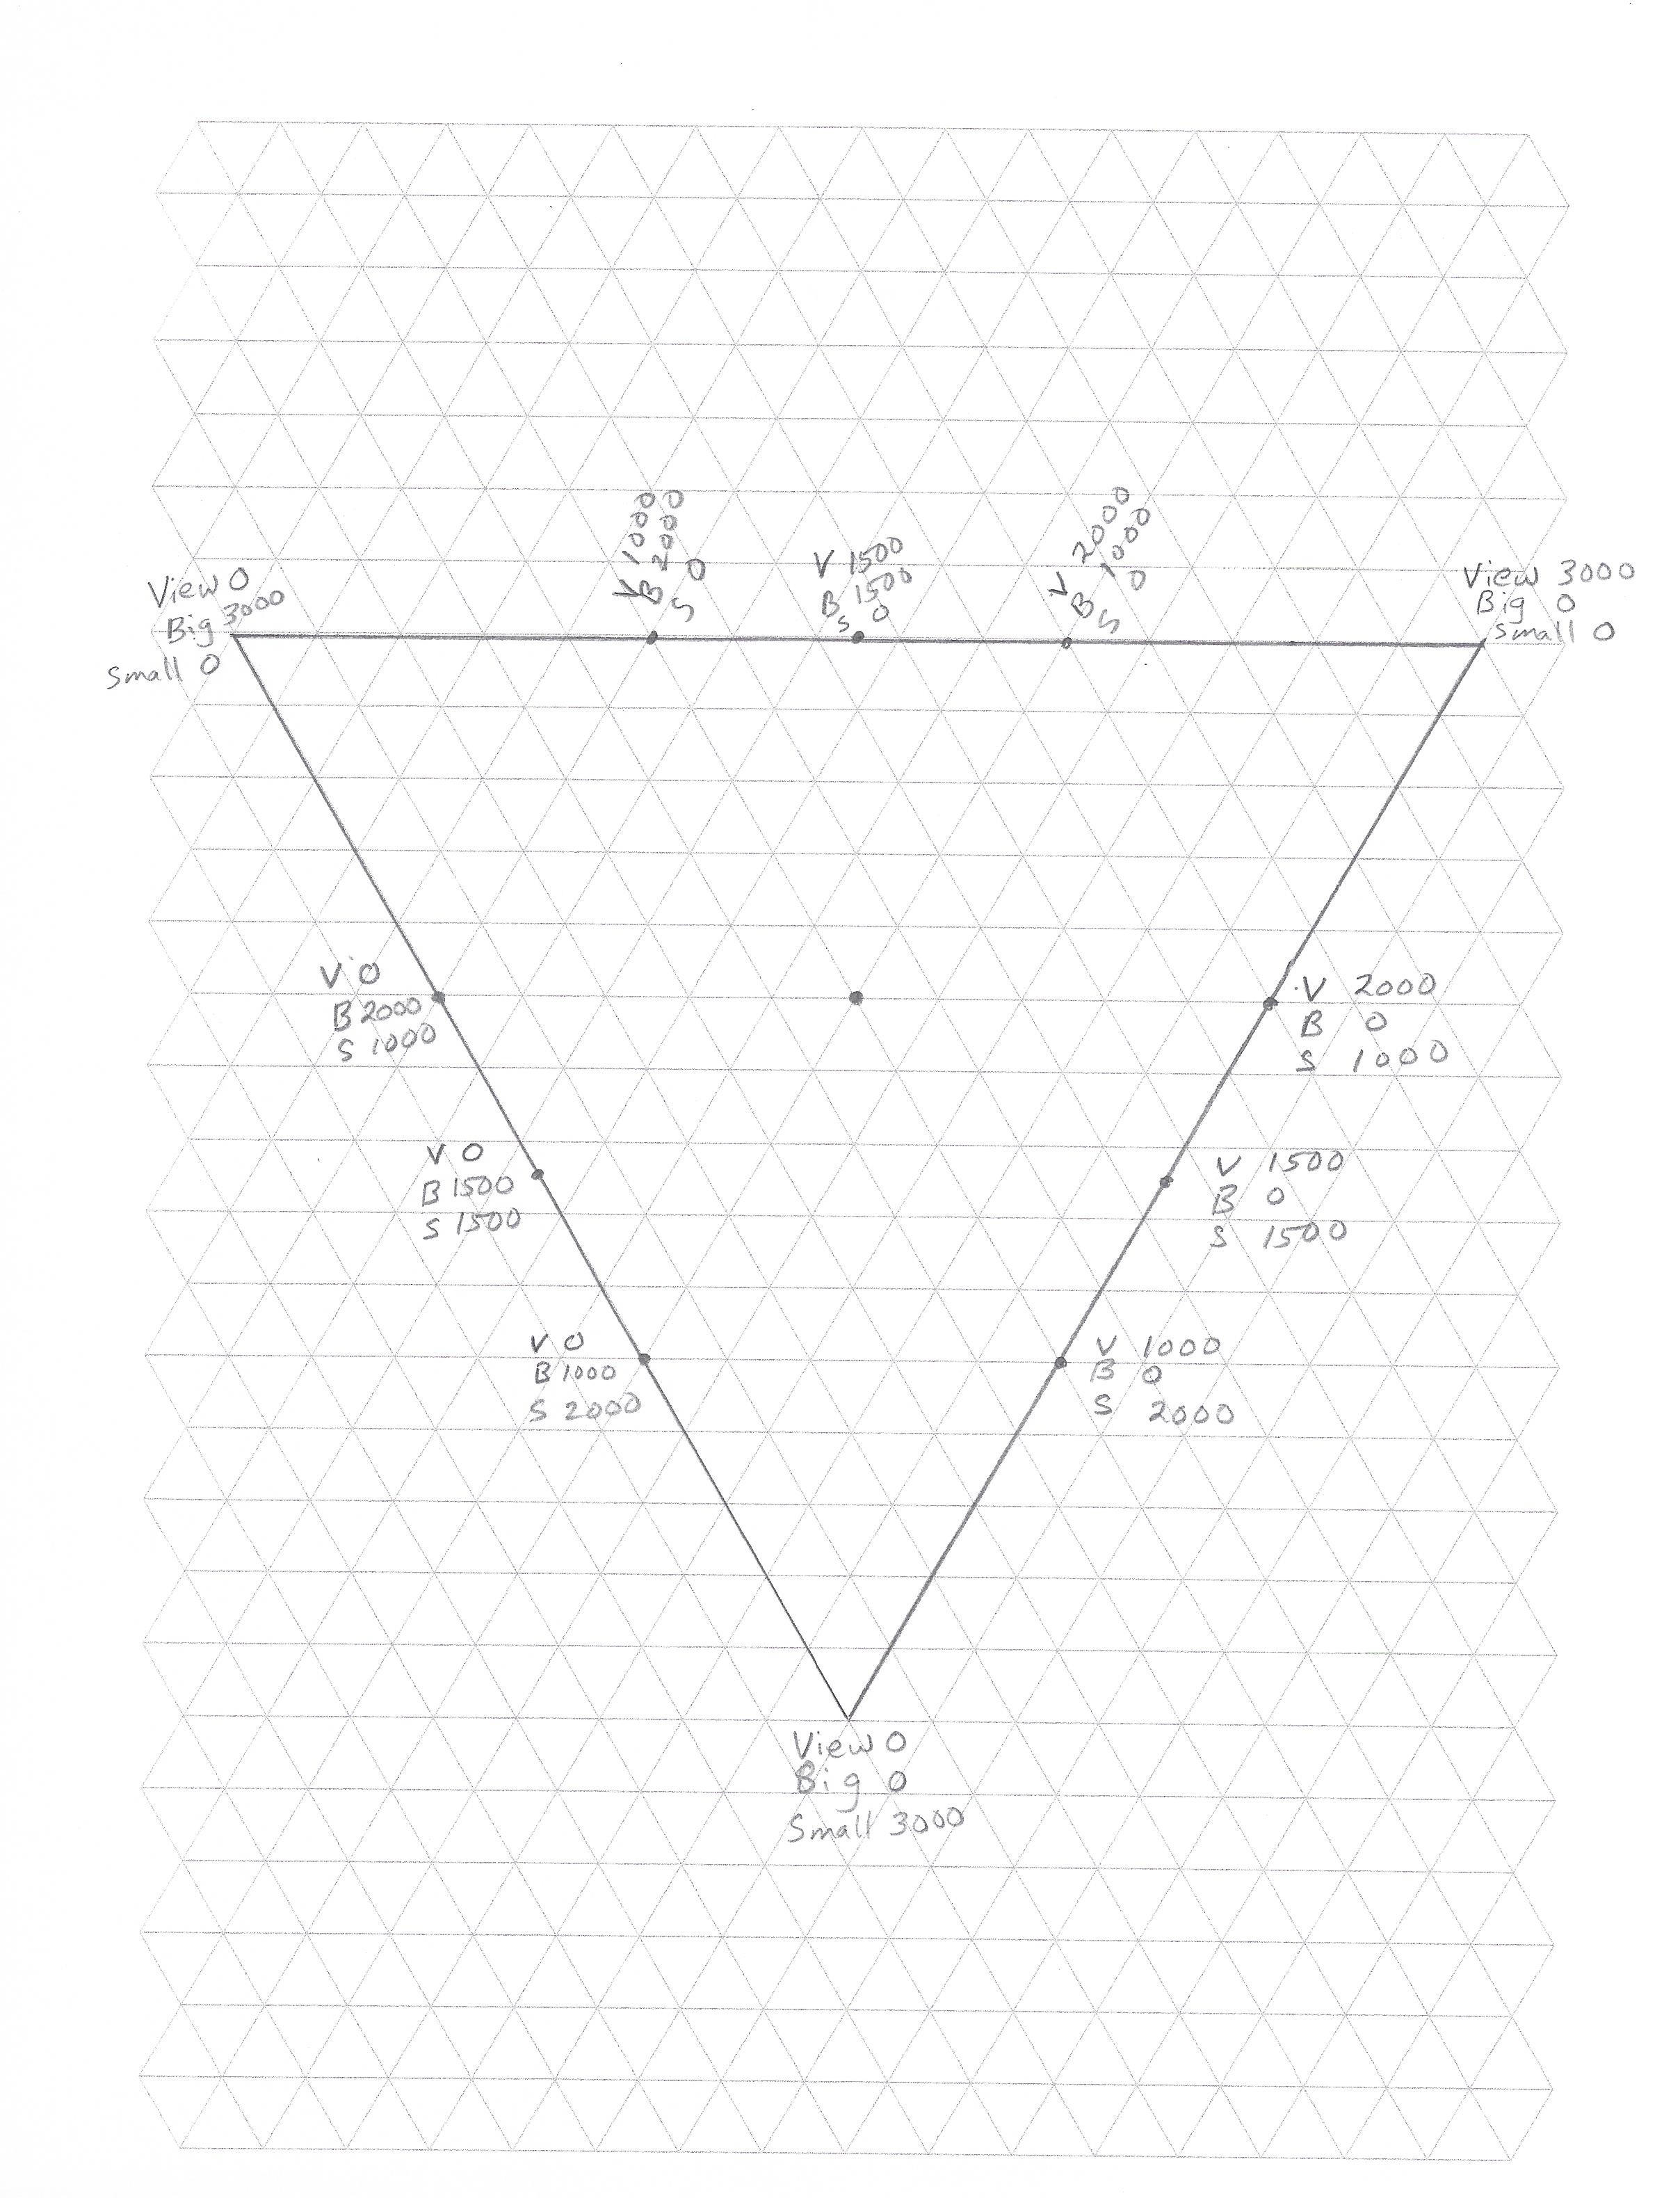 V 1000
B 2000
S 0
V 1500
B 1500
S 0
V 2000
B 1000
S 0
View 0
Big 3000
Small 0
View 3000
Big 0
Small 0
V 0
B 2000
S 1000
V 2000
B 0
S 1000
V 0
B 1500
S 1500
V 1500
B 0
S 1500
V 0
B 1000
S 2000
V 1000
B 0
S 2000
View 0
Big 0
Small 3000